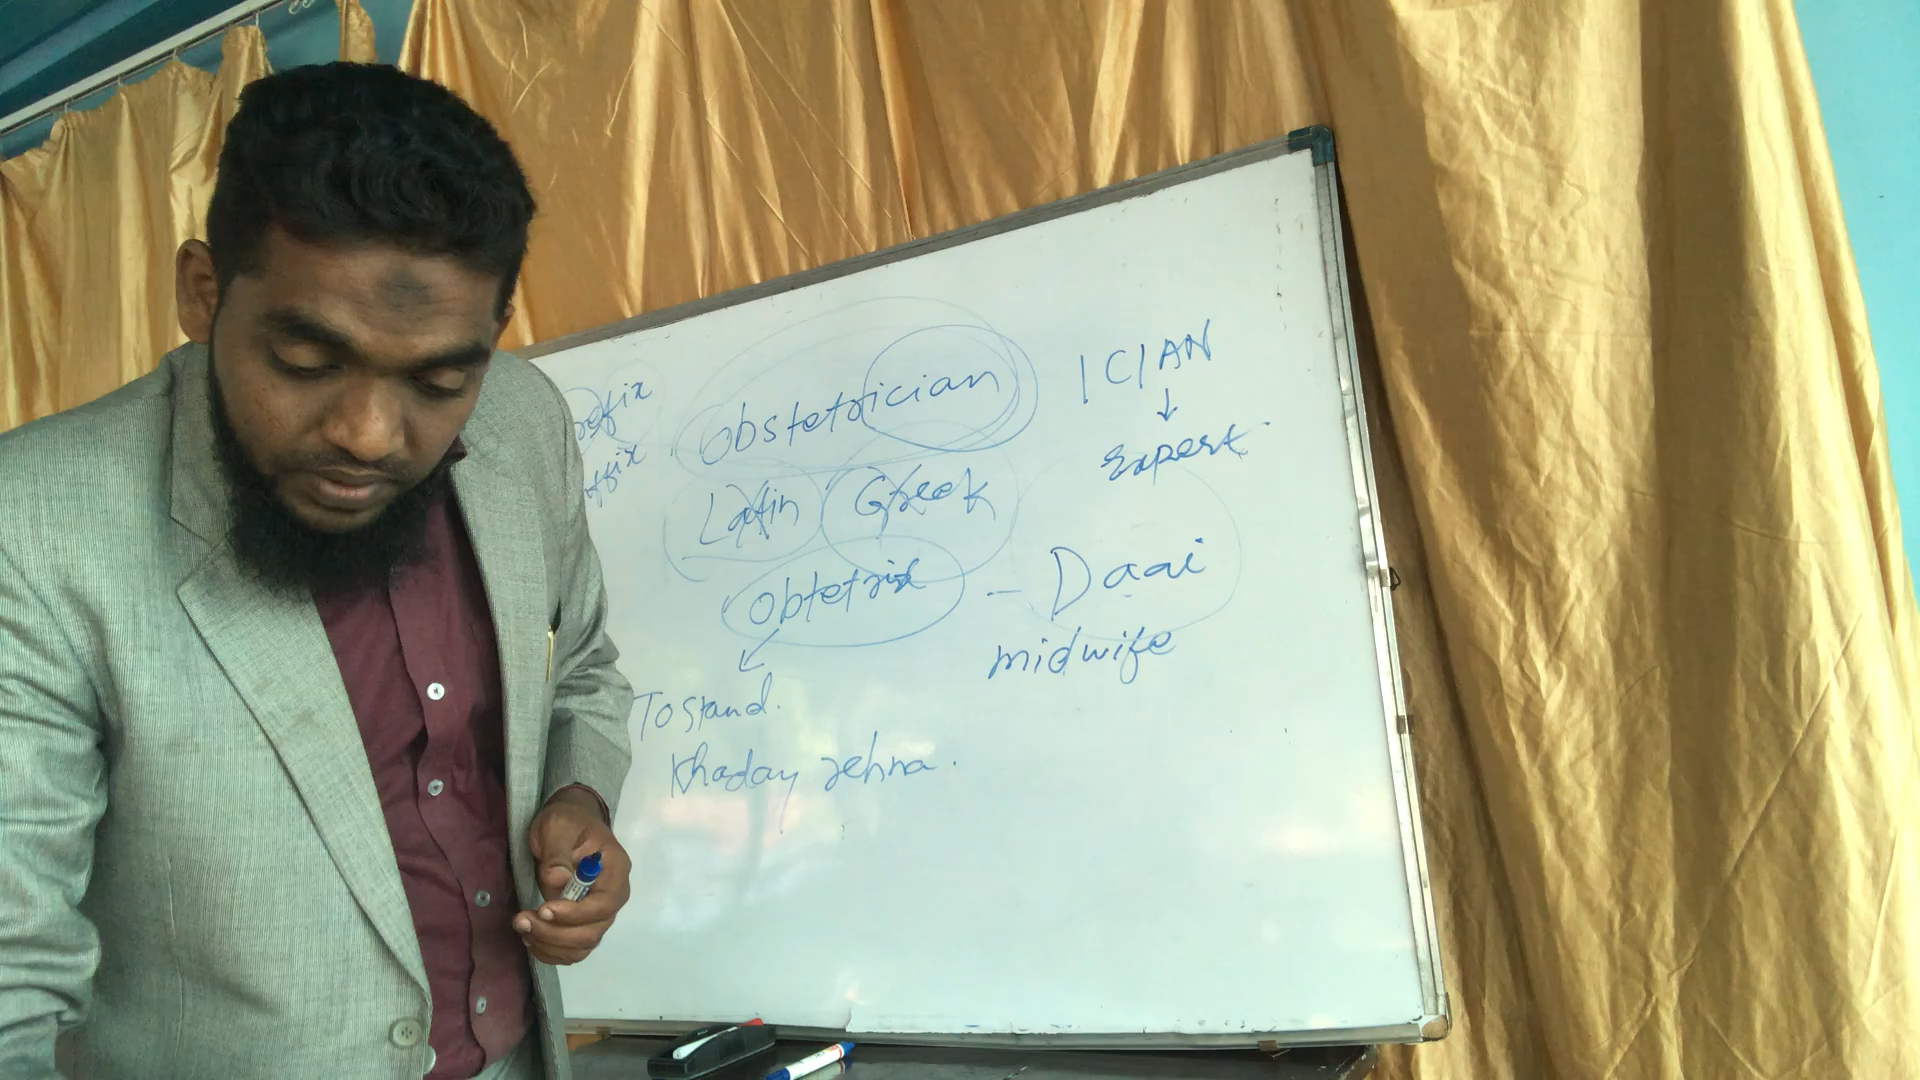 obstetrician
ICIAN
Expert.
Latin Greek
obtetrix - Daai
midwife
To stand.
Khaday rehna.